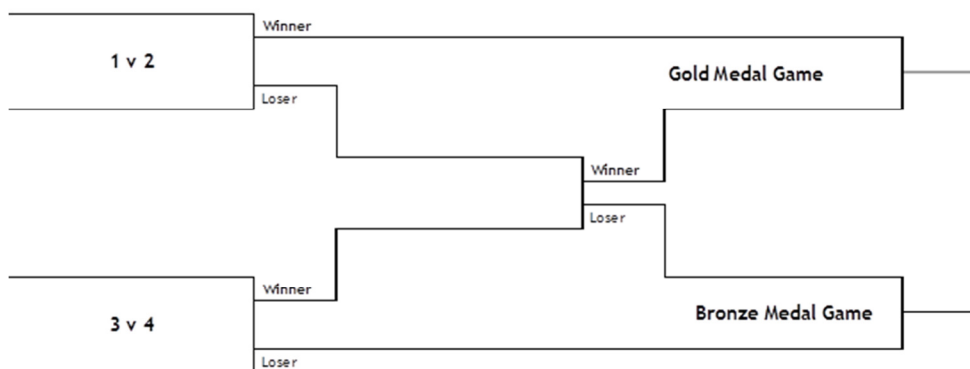 Winner
1 v 2
Gold Medal Game
Loser
Winner
Loser
Winner
3 v 4
Bronze Medal Game
Loser